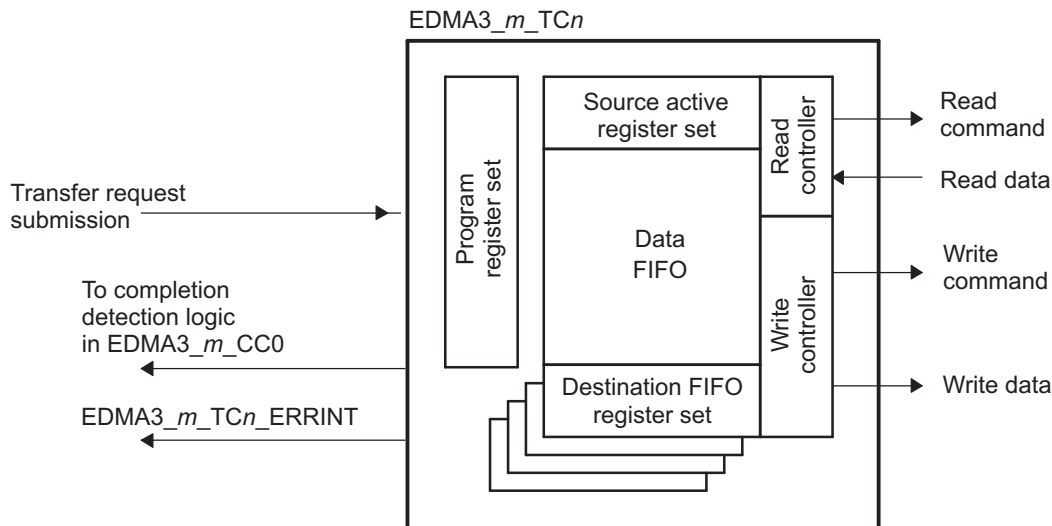 EDMA3_m_TCn
Source active
register set
Read
controller
Read
command
Read data
Transfer request
submission
Program
register set
Data
FIFO
Write
controller
Write
command
To completion
detection logic
in EDMA3_m_CC0
Destination FIFO
register set
Write data
EDMA3_m_TCn_ERRINT